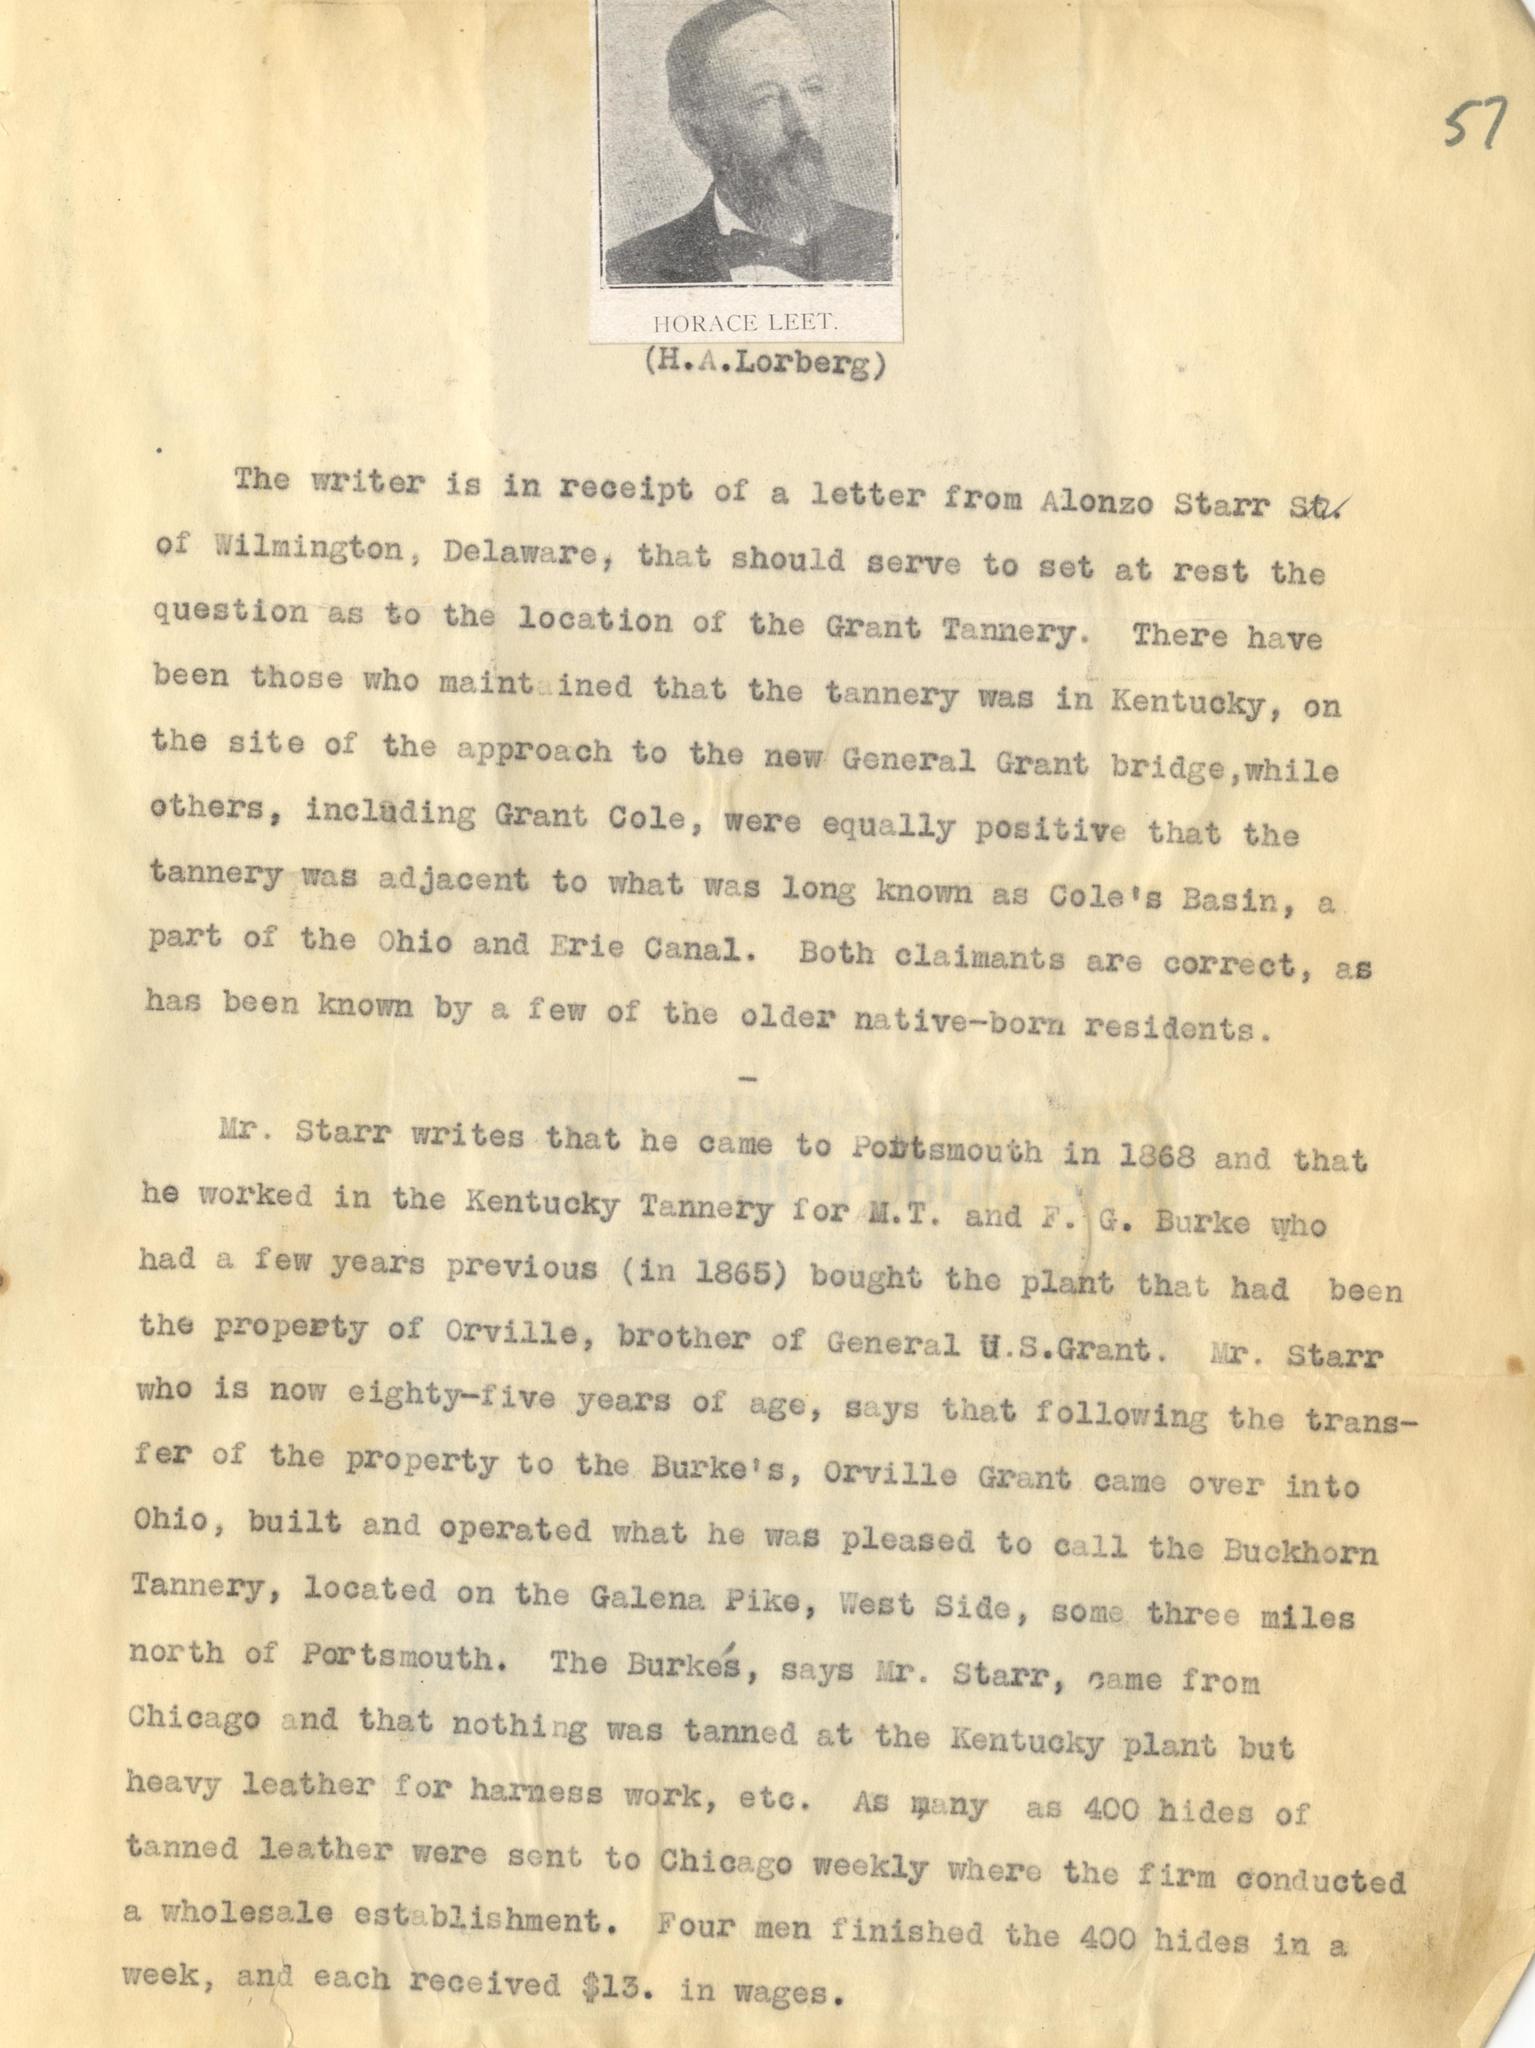 57
HORACE LEET.
(H.A.Lorberg)
The writer is in receipt of a letter from Alonzo Starr
of Wilmington, Delaware, that should serve to set at rest the
question as to the location of the Grant Tannery. There have
been those who maintained that the tannery was in Kentucky, on
the site of the approach to the new General Grant bridge,while
others, including Grant Cole, were equally positive that the
tannery was adjacent to what was long known as Cole's Basin, a
part of the Ohio and Erie Canal. Both claimants are correct, as
has been known by a few of the older native-born residents.
-
Mr. Starr writes that he came to Portsmouth in 1868 and that
he worked in the Kentucky Tannery for M.T. and F. G. Burke who
had a few years previous (in 1865) bought the plant that had been
the property of Orville, brother of General U.S.Grant. Mr. Starr
who is now eighty-five years of age, says that following the trans-
fer of the property to the Burke's, Orville Grant came over into
Ohio, built and operated what he was pleased to call the Buckhorn
Tannery, located on the Galena Pike, West Side, some three miles
north of Portsmouth. The Burke's, says Mr. Starr, came from
Chicago and that nothing was tanned at the Kentucky plant but
heavy leather for harness work, etc. As many as 400 hides of
tanned leather were sent to Chicago weekly where the firm conducted
a wholesale establishment. Four men finished the 400 hides in a
week, and each received $13. in wages.